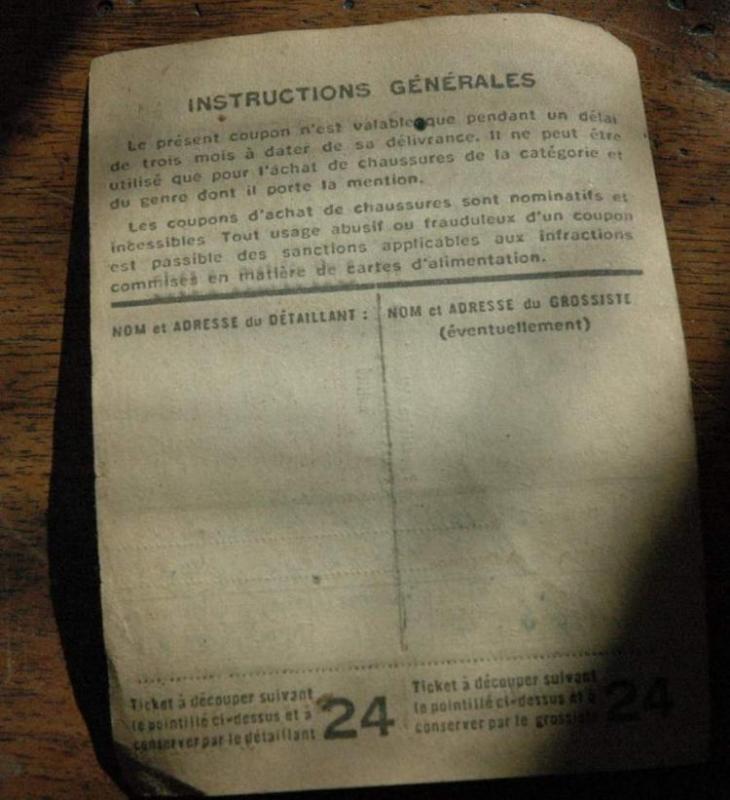 INSTRUCTIONS GÉNÉRALES
Le présent coupon n'est valable que pendant un délai
de trois mois à dater de sa délivrance. Il ne peut être
utilisé que pour l'achat de chaussures de la catégorie et
du genre dont il porte la mention.
Les coupons d'achat de chaussures sont nominatifs et
incessibles Tout usage abusif ou frauduleux d'un coupon
est passible des sanctions applicables aux infractions
commises en matière de cartes d'alimentation.
NOM et ADRESSE du DÉTAILLANT :
NOM et ADRESSE du GROSSISTE
(éventuellement)
Ticket à découper suivant
le pointillé ci-dessus et à
conserver par le détaillant
24
Ticket à découper suivant
le pointillé ci-dessus et à
conserver par le grossiste
24